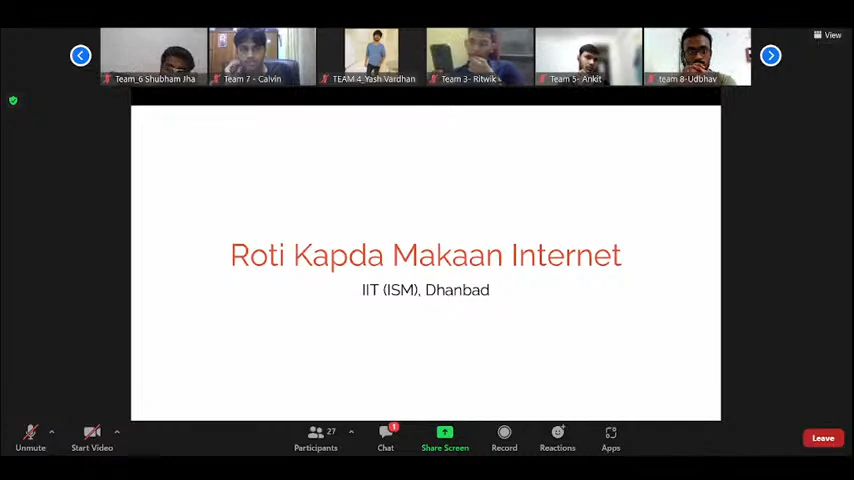 View
Team_6 Shubham Jha
Team 7 - Calvin
TEAM 4_Yash Vardhan
Team 3- Ritwik
Team 5- Ankit
team 8-Udbhav
Roti Kapda Makaan Internet
IIT (ISM), Dhanbad
27
1
Unmute
Start Video
Participants
Chat
Share Screen
Record
Reactions
Apps
Leave